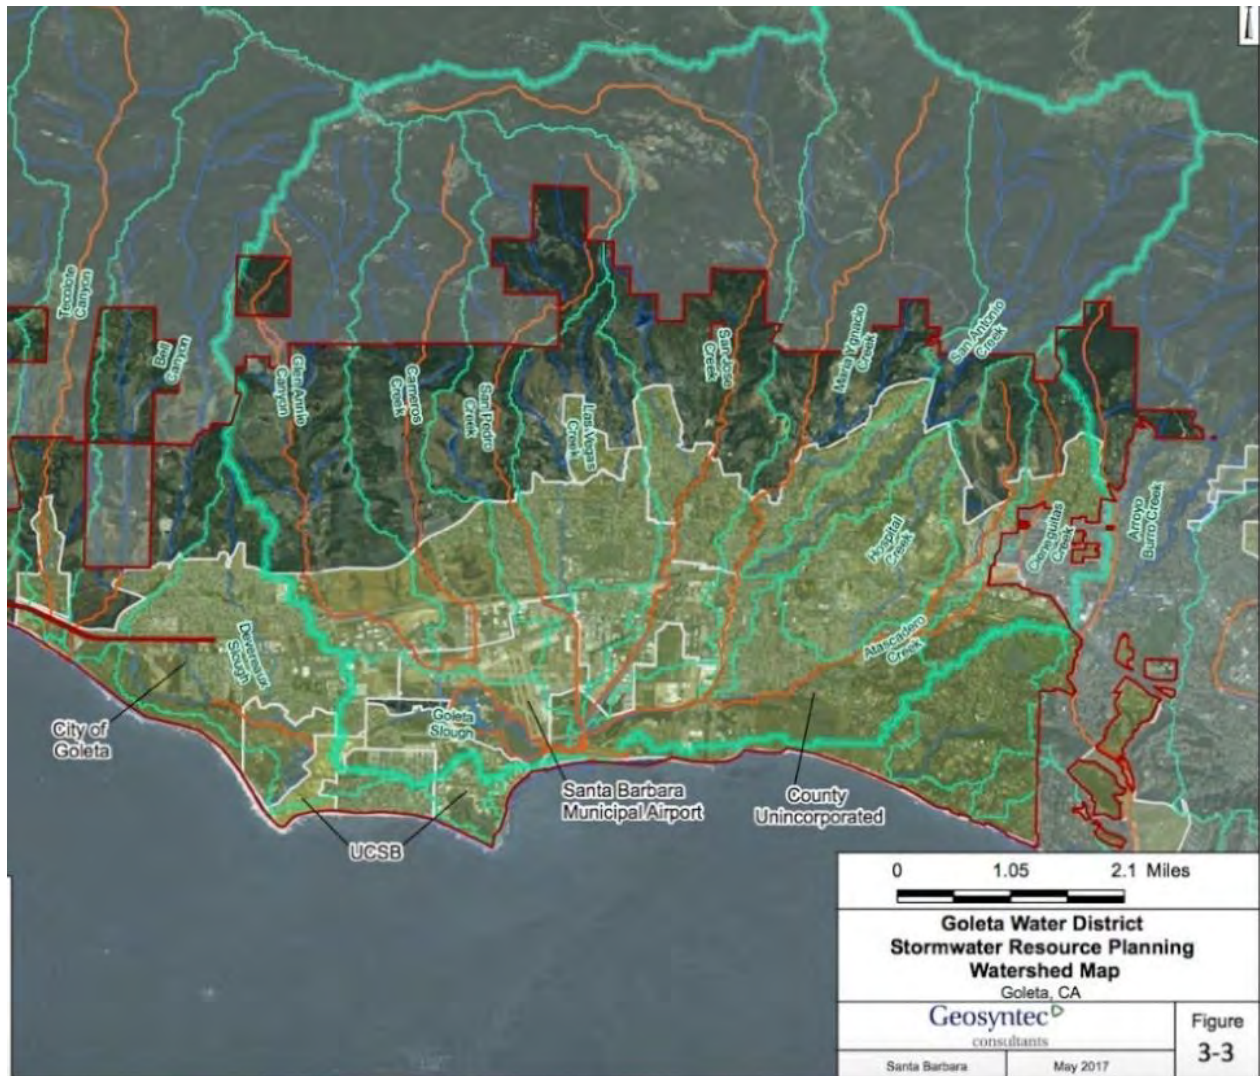 Tecolote
Canyon
Bell
Canyon
Glen Annie
Canyon
Carneros
Creek
San Pedro
Creek
Las Vegas
Creek
San Jose
Creek
Maria Ygnacio
Creek
San Antonio
Creek
Hospital
Creek
Cieneguitas
Creek
Arroyo
Burro Creek
Atascadero
Creek
Devereux
Slough
Goleta
Slough
City of
Goleta
UCSB
Santa Barbara
Municipal Airport
County
Unincorporated
0 1.05 2.1 Miles
Goleta Water District
Stormwater Resource Planning
Watershed Map
Goleta, CA
Geosyntec
consultants
Santa Barbara
May 2017
Figure
3-3